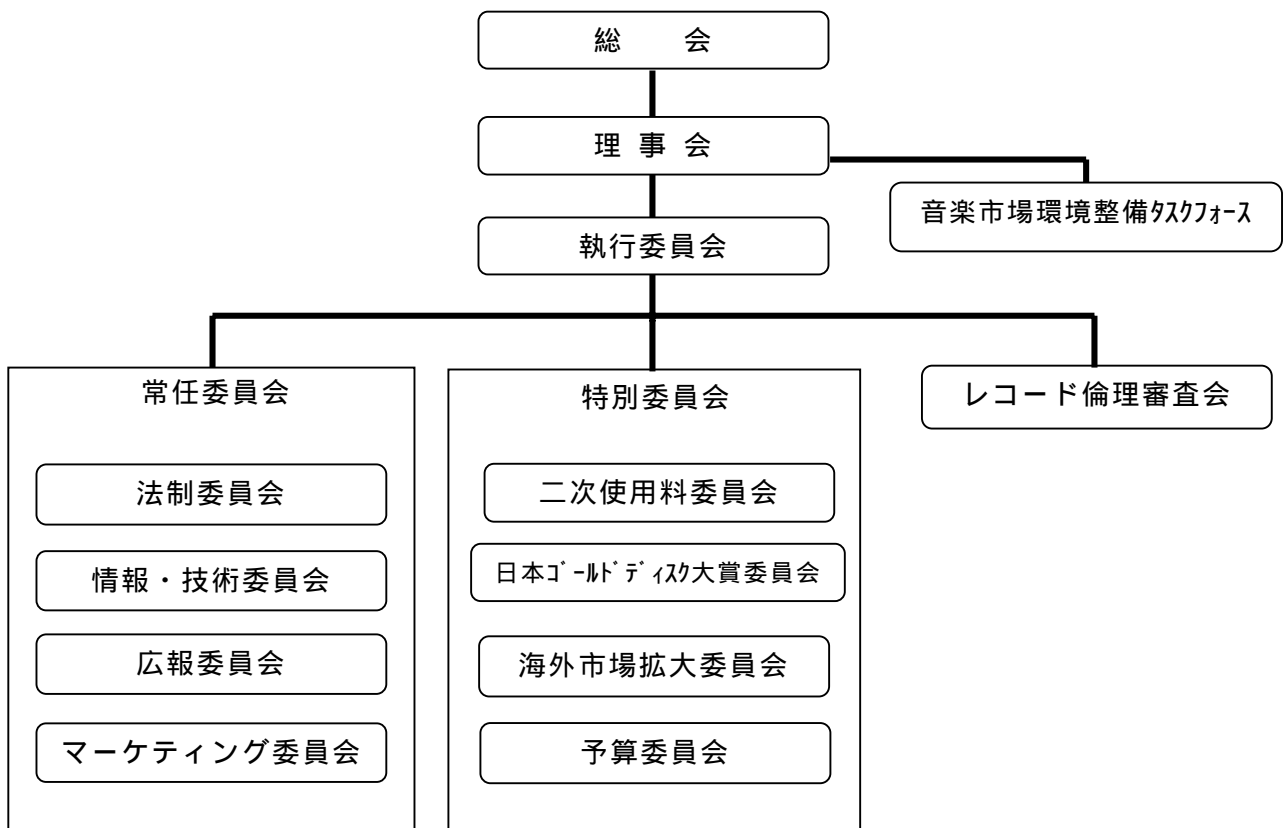 総　　会
理 事 会
音楽市場環境整備ﾀｽｸﾌｫｰｽ
執行委員会
常任委員会
法制委員会
情報・技術委員会
広報委員会
マーケティング委員会
特別委員会
二次使用料委員会
日本ｺﾞｰﾙﾄﾞﾃﾞｨｽｸ大賞委員会
海外市場拡大委員会
予算委員会
レコード倫理審査会